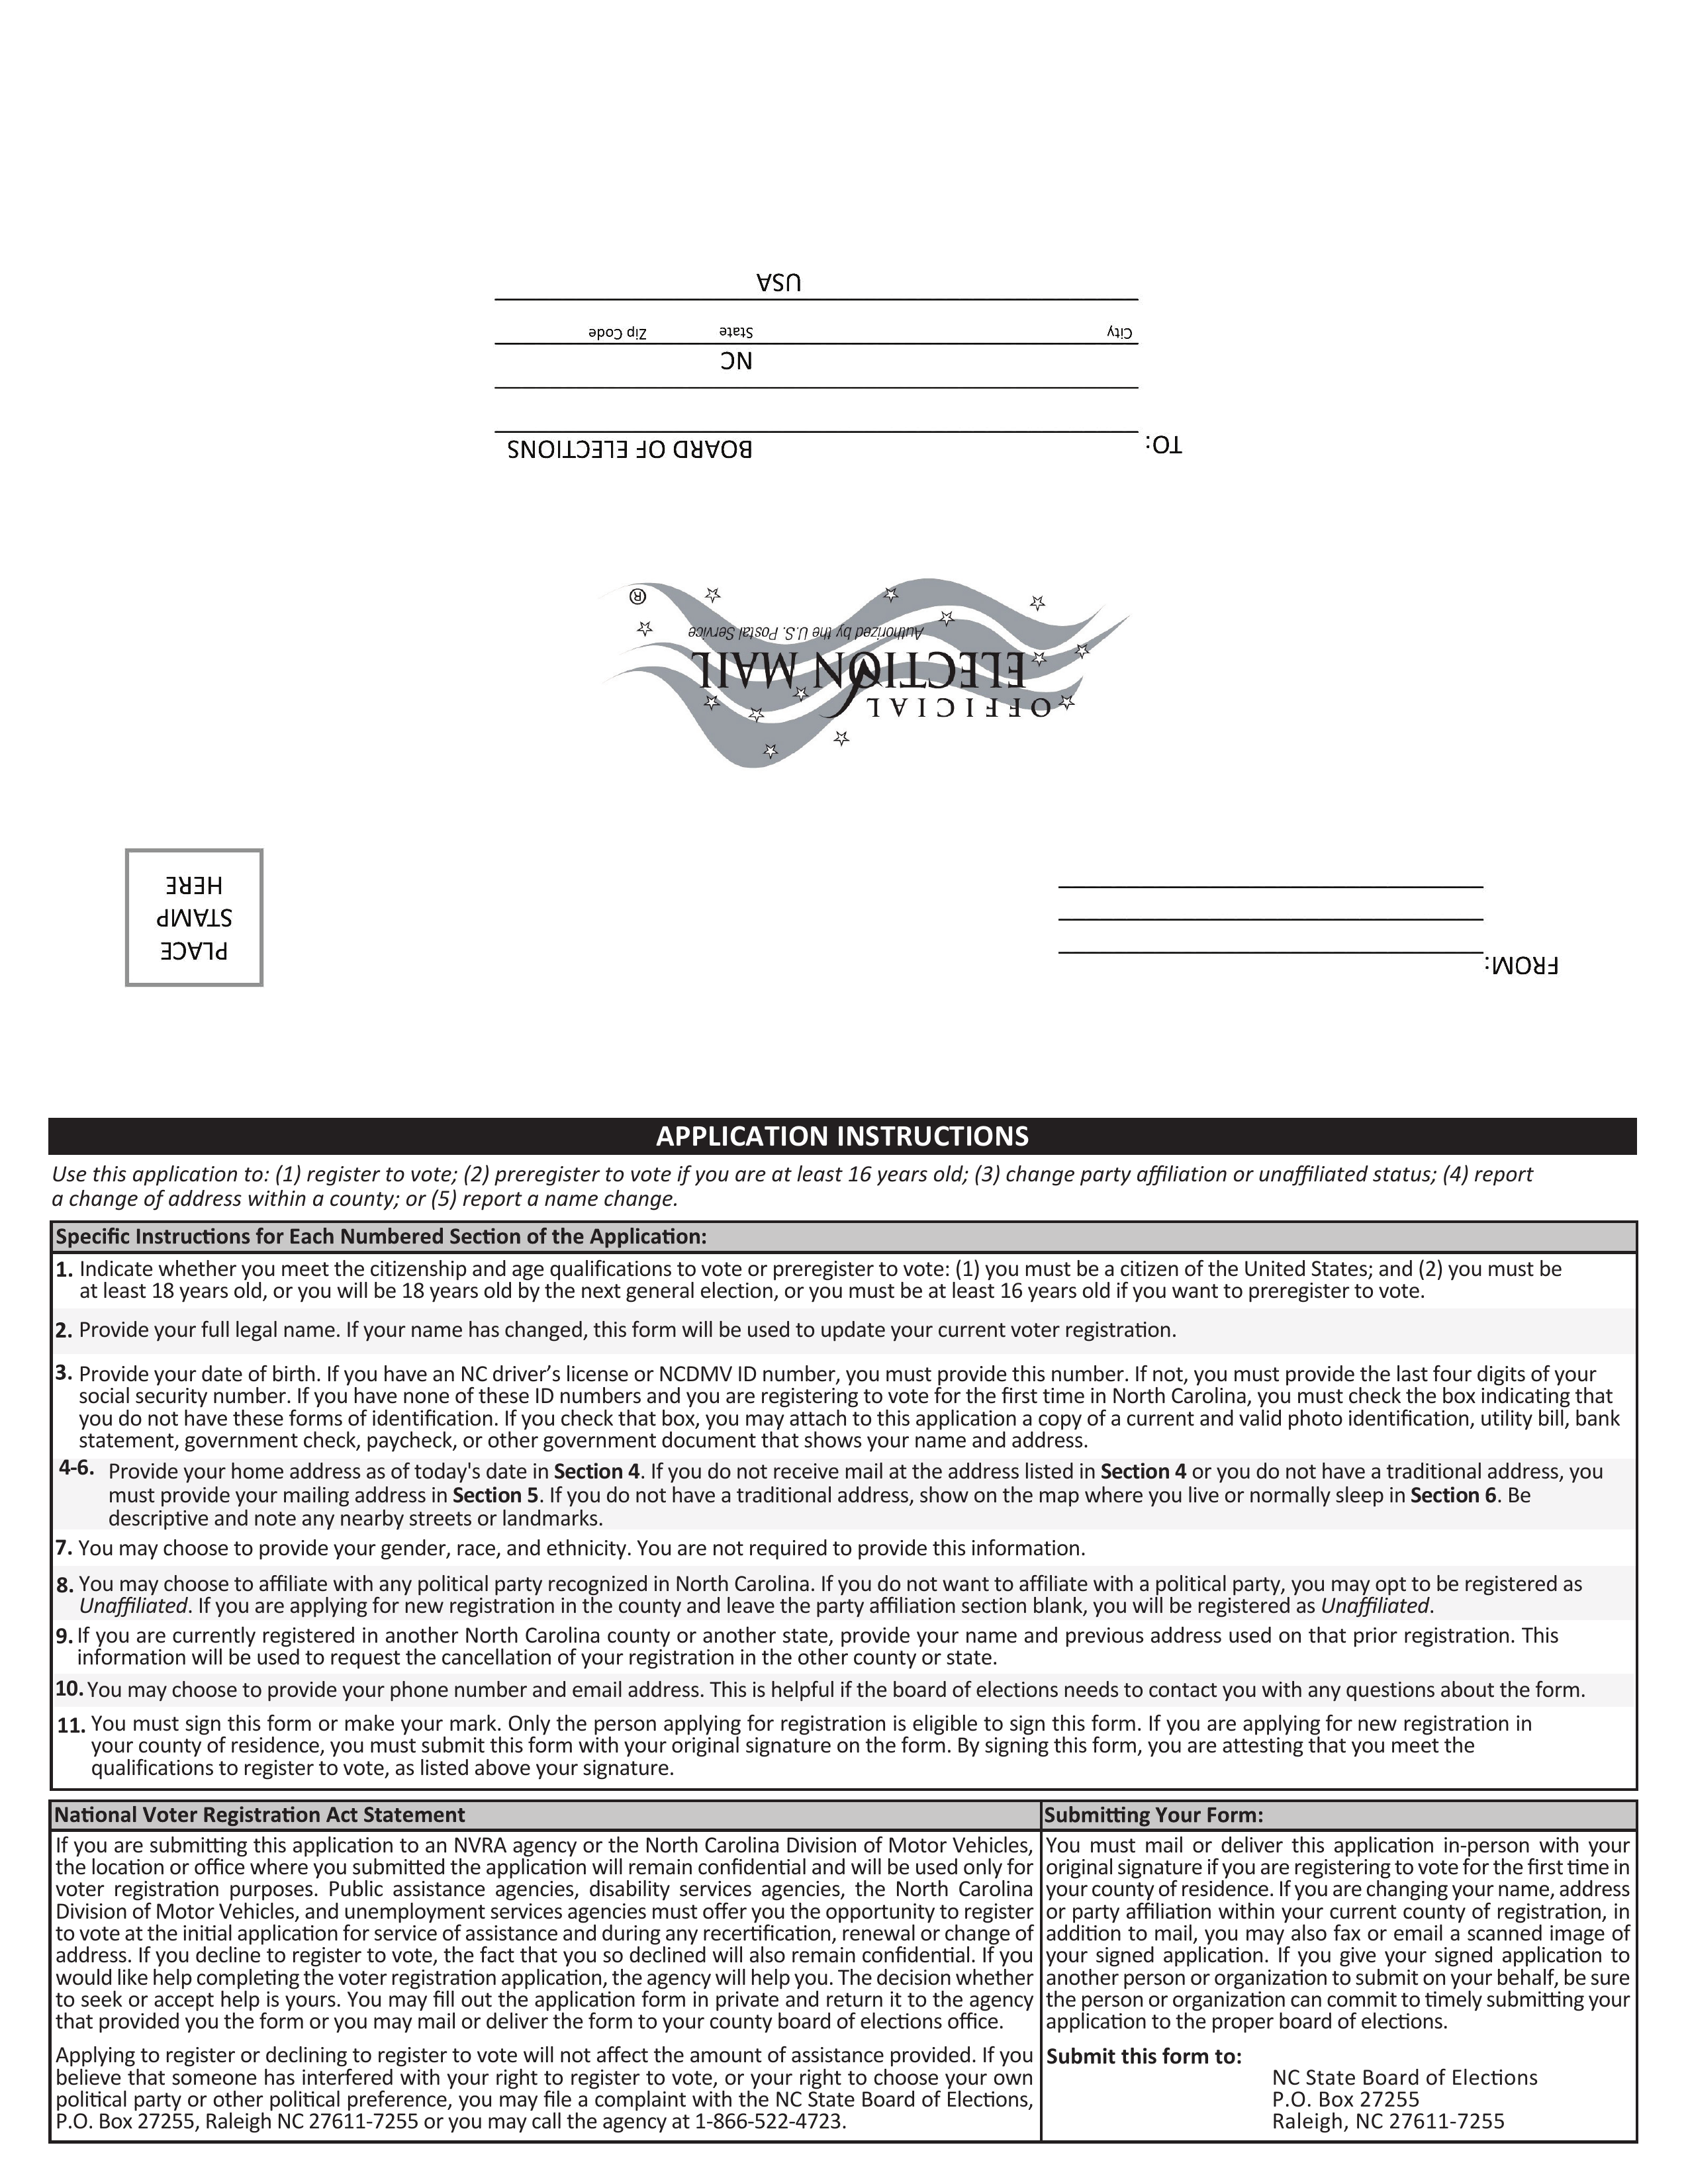 USA
City State Zip Code
NC
BOARD OF ELECTIONS
TO:
®
Authorized by the U.S. Postal Service
ELECTION MAIL
OFFICIAL
HERE
STAMP
PLACE
FROM:
APPLICATION INSTRUCTIONS
Use this application to: (1) register to vote; (2) preregister to vote if you are at least 16 years old; (3) change party affiliation or unaffiliated status; (4) report
a change of address within a county; or (5) report a name change.
Specific Instructions for Each Numbered Section of the Application:
1. Indicate whether you meet the citizenship and age qualifications to vote or preregister to vote: (1) you must be a citizen of the United States; and (2) you must be
at least 18 years old, or you will be 18 years old by the next general election, or you must be at least 16 years old if you want to preregister to vote.
2. Provide your full legal name. If your name has changed, this form will be used to update your current voter registration.
3. Provide your date of birth. If you have an NC driver’s license or NCDMV ID number, you must provide this number. If not, you must provide the last four digits of your
social security number. If you have none of these ID numbers and you are registering to vote for the first time in North Carolina, you must check the box indicating that
you do not have these forms of identification. If you check that box, you may attach to this application a copy of a current and valid photo identification, utility bill, bank
statement, government check, paycheck, or other government document that shows your name and address.
4-6. Provide your home address as of today's date in Section 4. If you do not receive mail at the address listed in Section 4 or you do not have a traditional address, you
must provide your mailing address in Section 5. If you do not have a traditional address, show on the map where you live or normally sleep in Section 6. Be
descriptive and note any nearby streets or landmarks.
7. You may choose to provide your gender, race, and ethnicity. You are not required to provide this information.
8. You may choose to affiliate with any political party recognized in North Carolina. If you do not want to affiliate with a political party, you may opt to be registered as
Unaffiliated. If you are applying for new registration in the county and leave the party affiliation section blank, you will be registered as Unaffiliated.
9. If you are currently registered in another North Carolina county or another state, provide your name and previous address used on that prior registration. This
information will be used to request the cancellation of your registration in the other county or state.
10. You may choose to provide your phone number and email address. This is helpful if the board of elections needs to contact you with any questions about the form.
11. You must sign this form or make your mark. Only the person applying for registration is eligible to sign this form. If you are applying for new registration in
your county of residence, you must submit this form with your original signature on the form. By signing this form, you are attesting that you meet the
qualifications to register to vote, as listed above your signature.
National Voter Registration Act Statement
If you are submitting this application to an NVRA agency or the North Carolina Division of Motor Vehicles,
the location or office where you submitted the application will remain confidential and will be used only for
voter registration purposes. Public assistance agencies, disability services agencies, the North Carolina
Division of Motor Vehicles, and unemployment services agencies must offer you the opportunity to register
to vote at the initial application for service of assistance and during any recertification, renewal or change of
address. If you decline to register to vote, the fact that you so declined will also remain confidential. If you
would like help completing the voter registration application, the agency will help you. The decision whether
to seek or accept help is yours. You may fill out the application form in private and return it to the agency
that provided you the form or you may mail or deliver the form to your county board of elections office.
Applying to register or declining to register to vote will not affect the amount of assistance provided. If you
believe that someone has interfered with your right to register to vote, or your right to choose your own
political party or other political preference, you may file a complaint with the NC State Board of Elections,
P.O. Box 27255, Raleigh NC 27611-7255 or you may call the agency at 1-866-522-4723.
Submitting Your Form:
You must mail or deliver this application in-person with your
original signature if you are registering to vote for the first time in
your county of residence. If you are changing your name, address
or party affiliation within your current county of registration, in
addition to mail, you may also fax or email a scanned image of
your signed application. If you give your signed application to
another person or organization to submit on your behalf, be sure
the person or organization can commit to timely submitting your
application to the proper board of elections.
Submit this form to:
NC State Board of Elections
P.O. Box 27255
Raleigh, NC 27611-7255